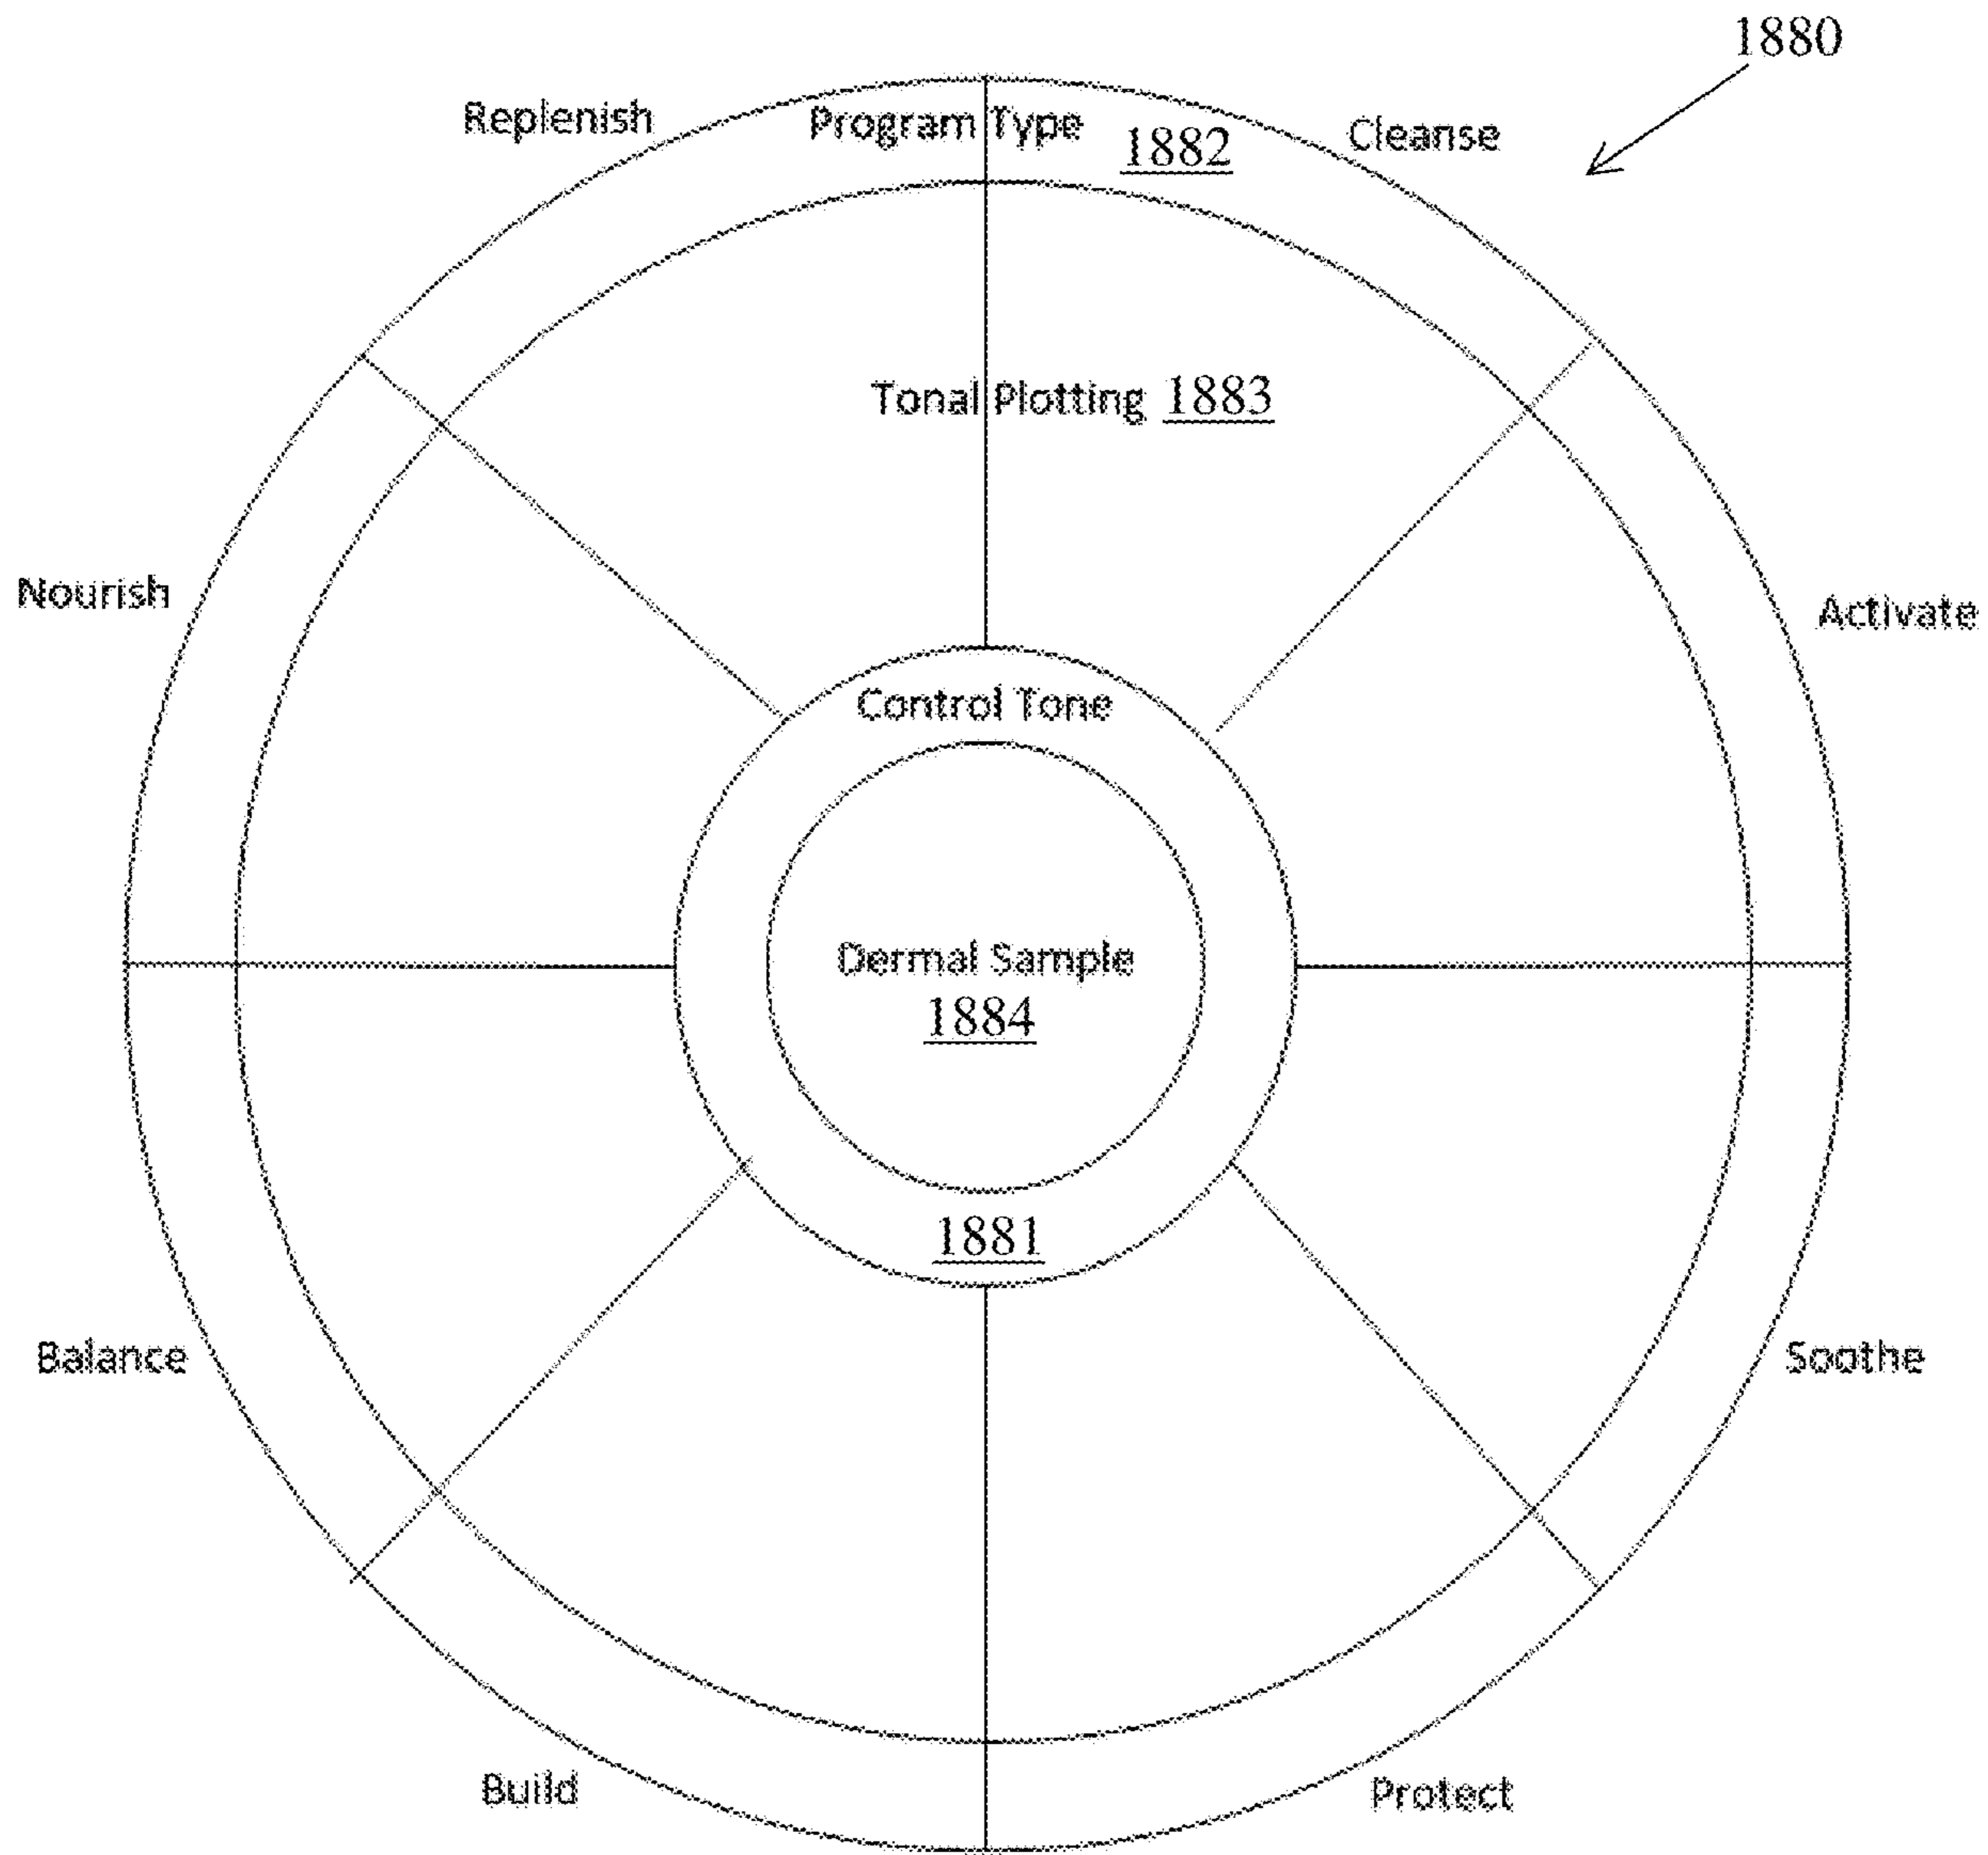 1880
Replenish
Program Type 1882
Cleanse
Tonal Plotting 1883
Nourish
Activate
Control Tone
Dermal Sample
1884
1881
Balance
Soothe
Build
Protect